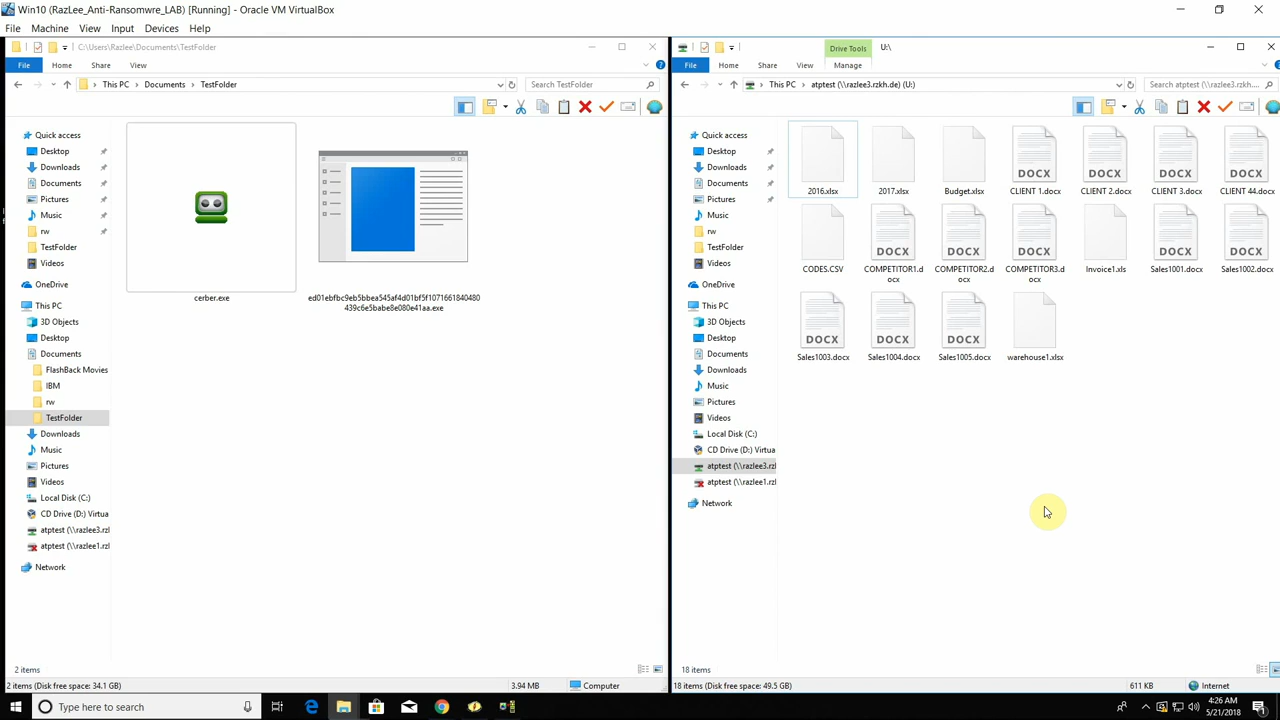 Win10 (RazLee_Anti-Ransomwre_LAB) [Running] - Oracle VM VirtualBox
File Machine View Input Devices Help
C:\Users\Razlee\Documents\TestFolder
File Home Share View
This PC Documents TestFolder
Search TestFolder
Quick access
Desktop
Downloads
Documents
Pictures
Music
rw
TestFolder
Videos
OneDrive
This PC
3D Objects
Desktop
Documents
FlashBack Movies
IBM
rw
TestFolder
Downloads
Music
Pictures
Videos
Local Disk (C:)
CD Drive (D:) Virtua
atptest (\\razlee3.rzl
atptest (\\razlee1.rzl
Network
cerber.exe
ed01ebfbc9eb5bbea545af4d01bf5f1071661840480
439c6e5babe8e080e41aa.exe
2 items
2 items (Disk free space: 34.1 GB)
3.94 MB
Computer
Drive Tools
U:\
File Home Share View Manage
This PC atptest (\\razlee3.rzkh.de) (U:)
Search atptest (\\razlee3.rzkh....
Quick access
Desktop
Downloads
Documents
Pictures
Music
rw
TestFolder
Videos
OneDrive
This PC
3D Objects
Desktop
Documents
Downloads
Music
Pictures
Videos
Local Disk (C:)
CD Drive (D:) Virtua
atptest (\\razlee3.rzl
atptest (\\razlee1.rzl
Network
DOCX DOCX DOCX DOCX
2016.xlsx 2017.xlsx Budget.xlsx CLIENT 1.docx CLIENT 2.docx CLIENT 3.docx CLIENT 44.docx
DOCX DOCX DOCX DOCX DOCX
CODES.CSV COMPETITOR1.d COMPETITOR2.d COMPETITOR3.d Invoice1.xls Sales1001.docx Sales1002.docx
ocx ocx ocx
DOCX DOCX DOCX
Sales1003.docx Sales1004.docx Sales1005.docx warehouse1.xlsx
18 items
18 items (Disk free space: 49.5 GB)
611 KB
Internet
Type here to search
4:26 AM
5/21/2018
1